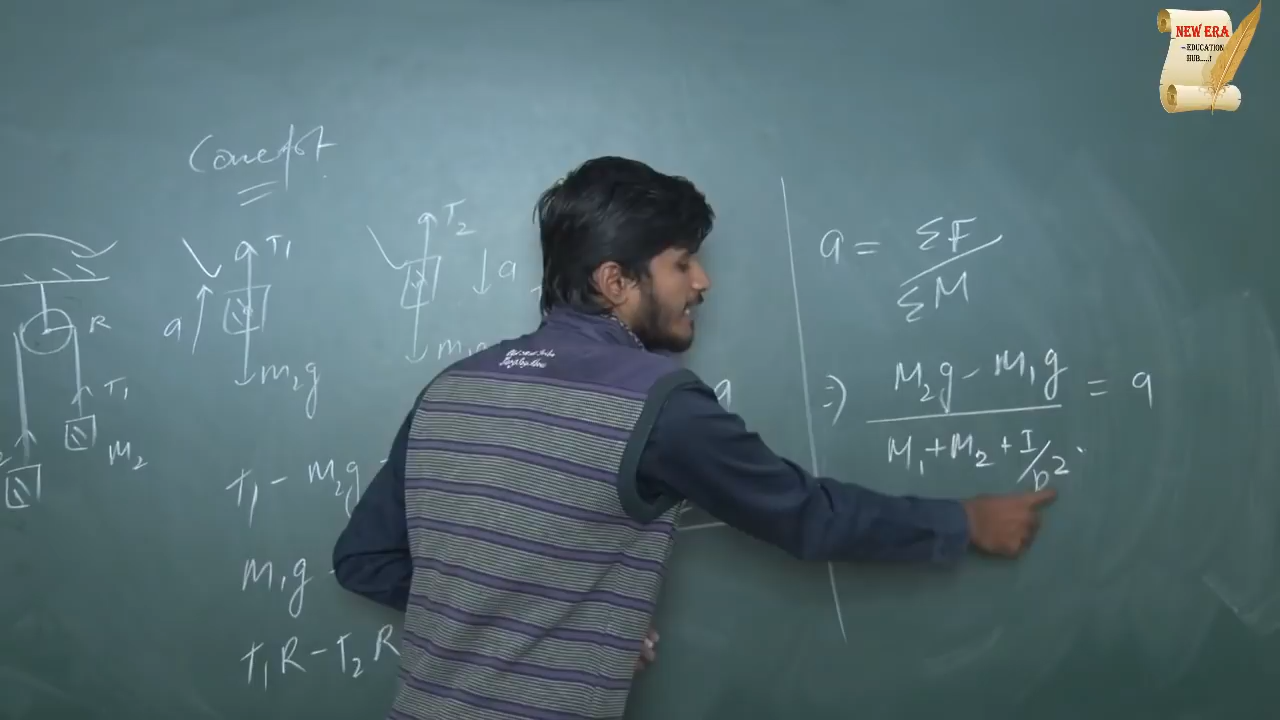 NEW ERA
EDUCATION
HUB.....!
Concept
T₁
T₂
a
a = ΣF / ΣM
R
a
m₂g
T₁
M₂
⇒) (M₂g - M₁g) / (M₁ + M₂ + I/R²) = a
T₁ - M₂g
M₁g -
T₁R - T₂R